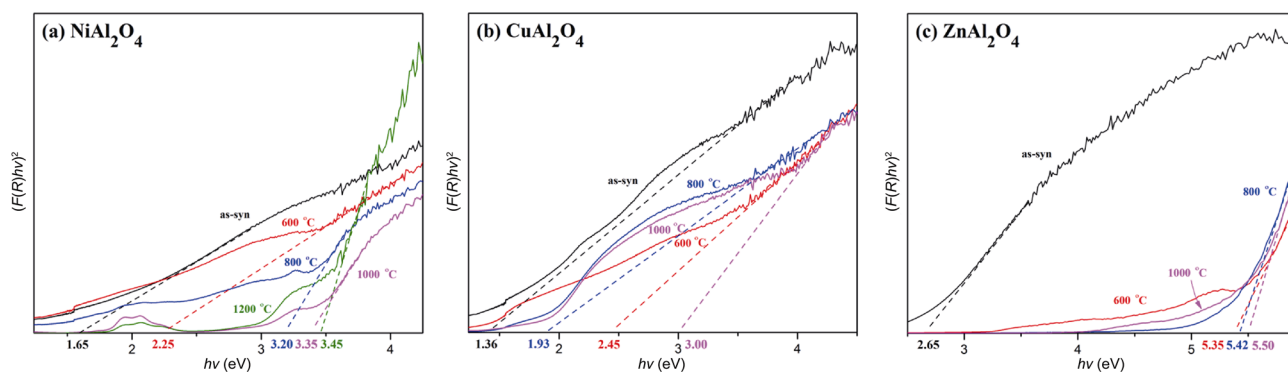 (a) NiAl₂O₄
(F(R)hν)²
as-syn
600 °C
800 °C
1000 °C
1200 °C
1.65 2 2.25 3 3.20 3.35 3.45 4
hν (eV)
(b) CuAl₂O₄
(F(R)hν)²
as-syn
800 °C
1000 °C
600 °C
1.36 1.93 2 2.45 3 3.00 4
hν (eV)
(c) ZnAl₂O₄
(F(R)hν)²
as-syn
800 °C
1000 °C
600 °C
2.65 3 4 5 5.35 5.42 5.50
hν (eV)